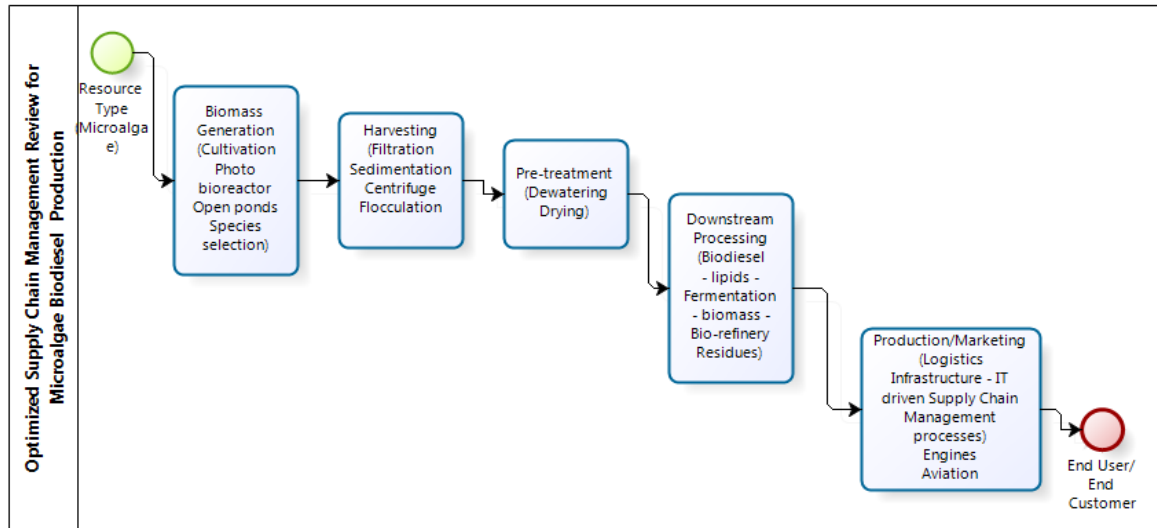 Optimized Supply Chain Management Review for
Microalgae Biodiesel  Production
Resource
Type
(Microalga
e)
Biomass
Generation
(Cultivation
Photo
bioreactor
Open ponds
Species
selection)
Harvesting
(Filtration
Sedimentation
Centrifuge
Flocculation
Pre-treatment
(Dewatering
Drying)
Downstream
Processing
(Biodiesel
- lipids -
Fermentation
- biomass -
Bio-refinery
Residues)
Production/Marketing
(Logistics
Infrastructure - IT
driven Supply Chain
Management
processes)
Engines
Aviation
End User/
End
Customer